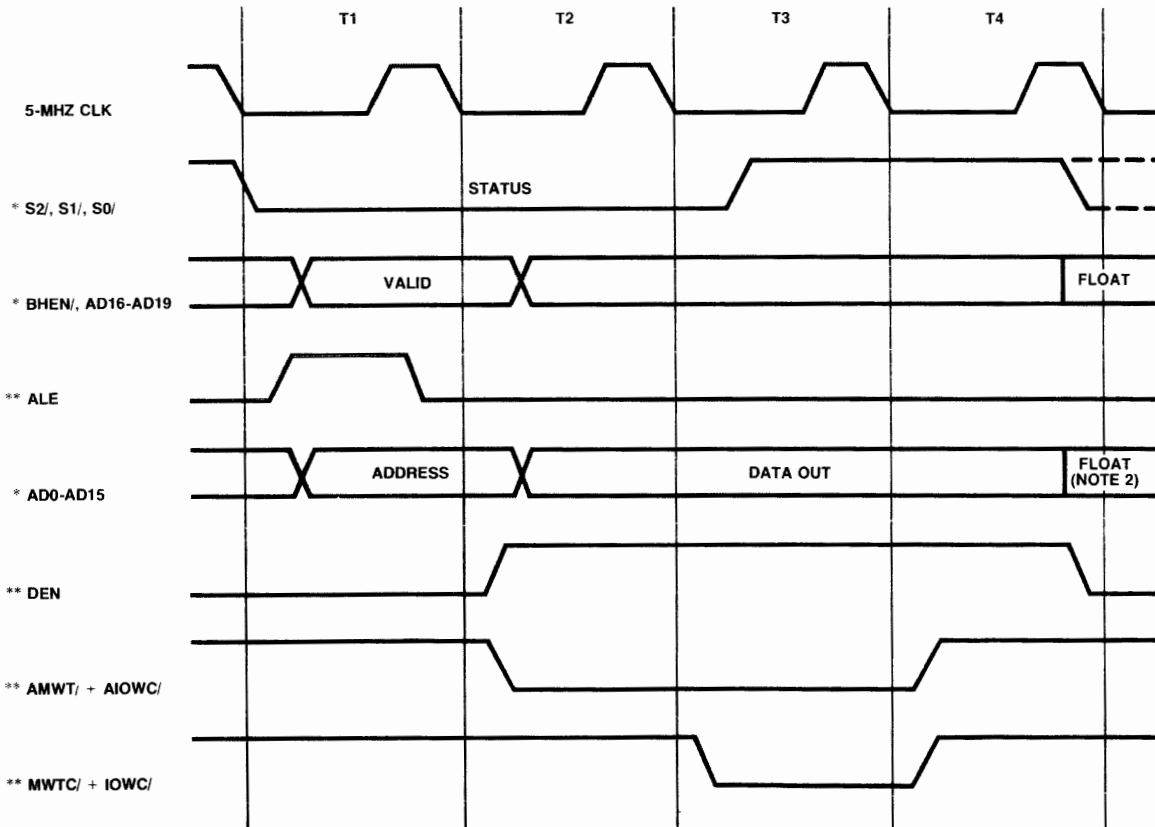 T1 T2 T3 T4
5-MHZ CLK
* S2/, S1/, S0/ STATUS
* BHEN/, AD16-AD19 VALID FLOAT
** ALE
* AD0-AD15 ADDRESS DATA OUT FLOAT
(NOTE 2)
** DEN
** AMWT/ + AIOWC/
** MWTC/ + IOWC/